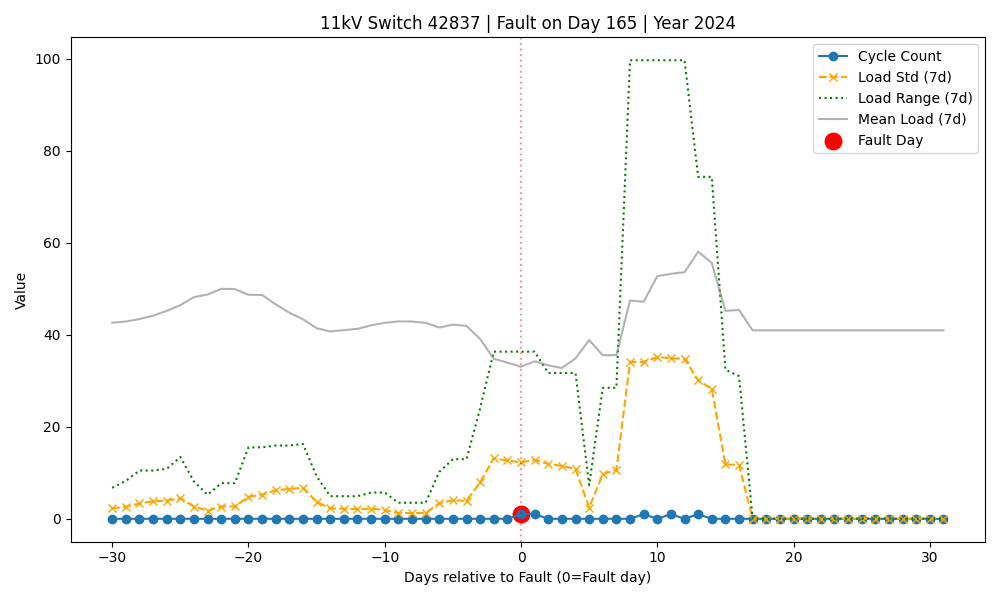 11kV Switch 42837 | Fault on Day 165 | Year 2024
Cycle Count
Load Std (7d)
Load Range (7d)
Mean Load (7d)
Fault Day
Value
100
80
60
40
20
0
−30
−20
−10
0
10
20
30
Days relative to Fault (0=Fault day)